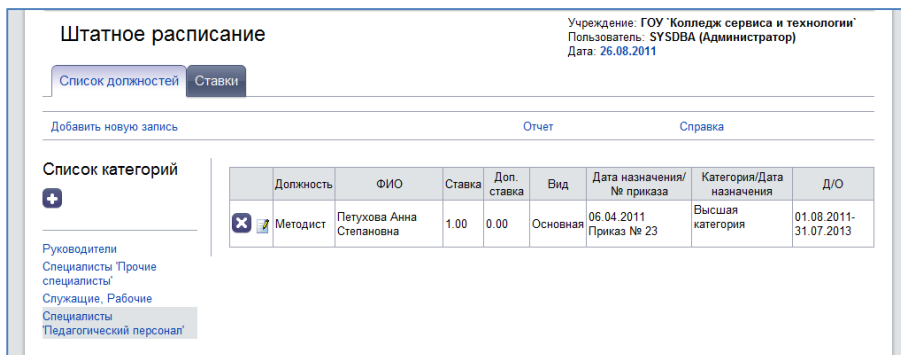 Штатное расписание
Учреждение: ГОУ `Колледж сервиса и технологии`
Пользователь: SYSDBA (Администратор)
Дата: 26.08.2011
Список должностей Ставки
Добавить новую запись Отчет Справка
Список категорий
Руководители
Специалисты 'Прочие
специалисты'
Служащие, Рабочие
Специалисты
'Педагогический персонал'
Должность ФИО Ставка Доп. ставка Вид Дата назначения/ № приказа Категория/Дата назначения Д/О
Методист Петухова Анна Степановна 1.00 0.00 Основная 06.04.2011 Приказ № 23 Высшая категория 01.08.2011- 31.07.2013